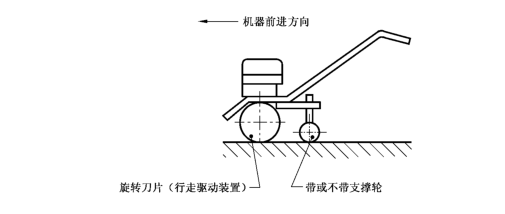 机器前进方向
旋转刀片（行走驱动装置）
带或不带支撑轮